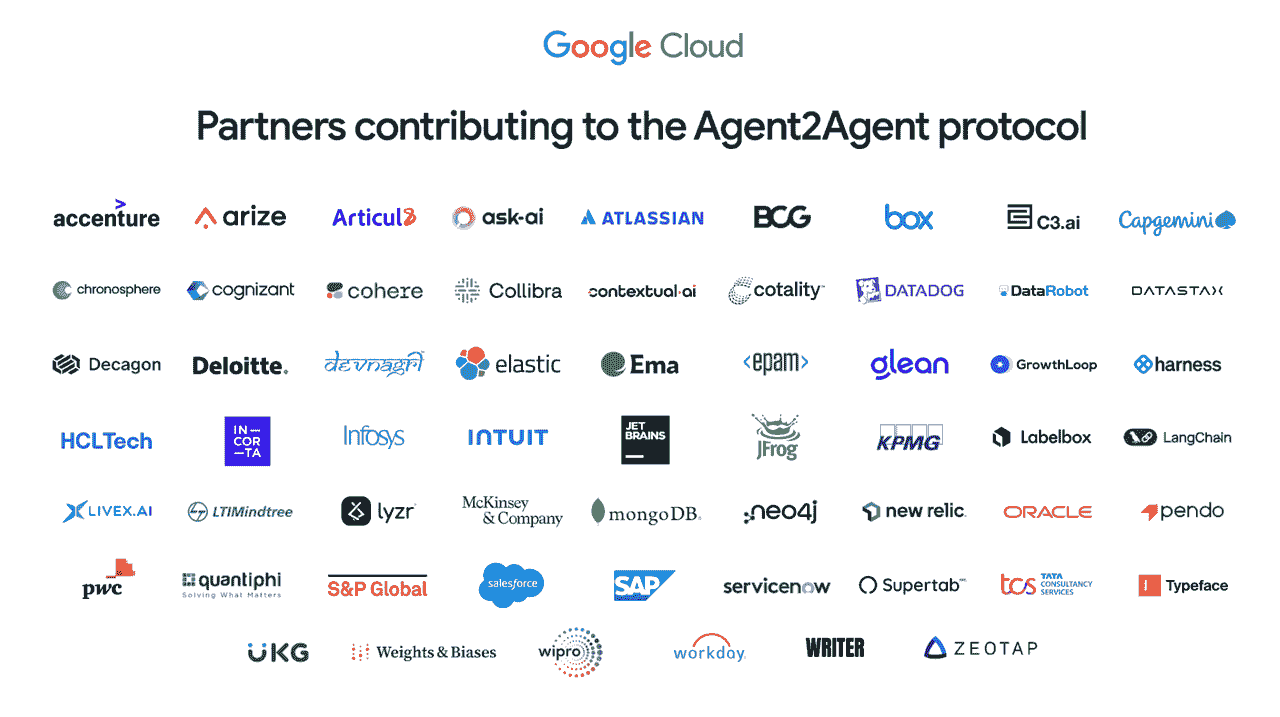 Google Cloud
Partners contributing to the Agent2Agent protocol
accenture
arize
Articul8
ask-ai
ATLASSIAN
BCG
box
C3.ai
Capgemini
chronosphere
cognizant
cohere
Collibra
contextual·ai
cotality™
DATADOG
DataRobot
DATASTAX
Decagon
Deloitte.
devnagri
elastic
Ema
<epam>
glean
GrowthLoop
harness
HCLTech
IN
COR
TA
Infosys
INTUIT
JET
BRAINS
JFrog
KPMG
Labelbox
LangChain
LIVEX.AI
LTIMindtree
lyzr
McKinsey
& Company
mongoDB.
neo4j
new relic.
ORACLE
pendo
pwc
quantiphi
Solving What Matters
S&P Global
salesforce
SAP
servicenow
Supertab
tcs
TATA
CONSULTANCY
SERVICES
Typeface
UKG
Weights & Biases
wipro
workday.
WRITER
ZEOTAP